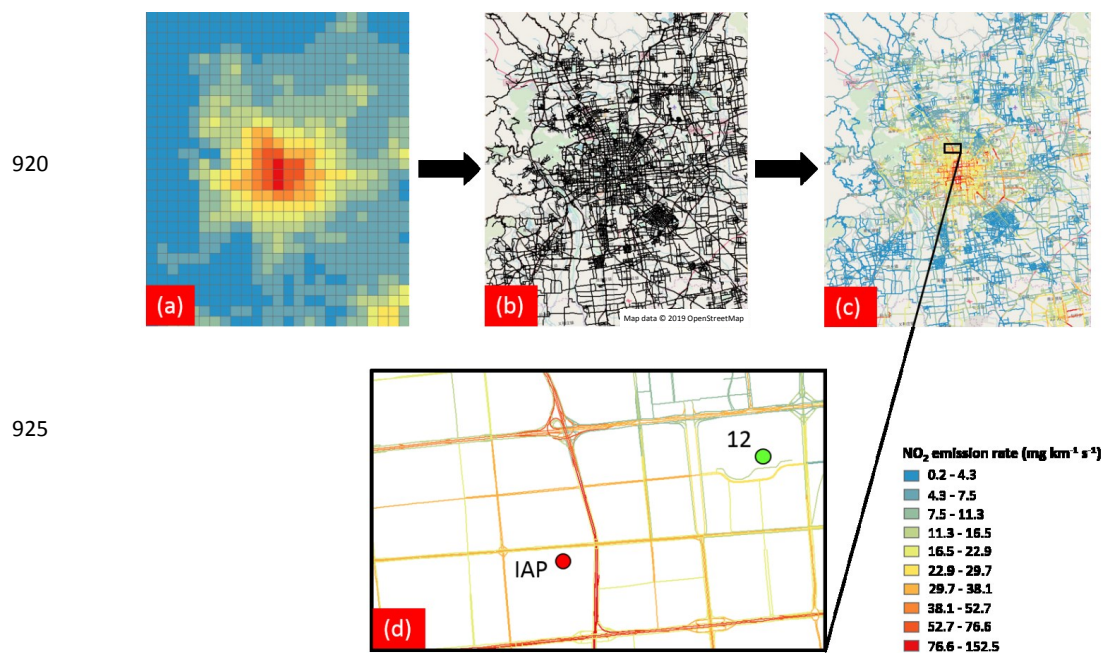 920
(a)
(b)
Map data © 2019 OpenStreetMap
(c)
925
12
IAP
(d)
NO₂ emission rate (mg km⁻¹ s⁻¹)
0.2 - 4.3
4.3 - 7.5
7.5 - 11.3
11.3 - 16.5
16.5 - 22.9
22.9 - 29.7
29.7 - 38.1
38.1 - 52.7
52.7 - 76.6
76.6 - 152.5